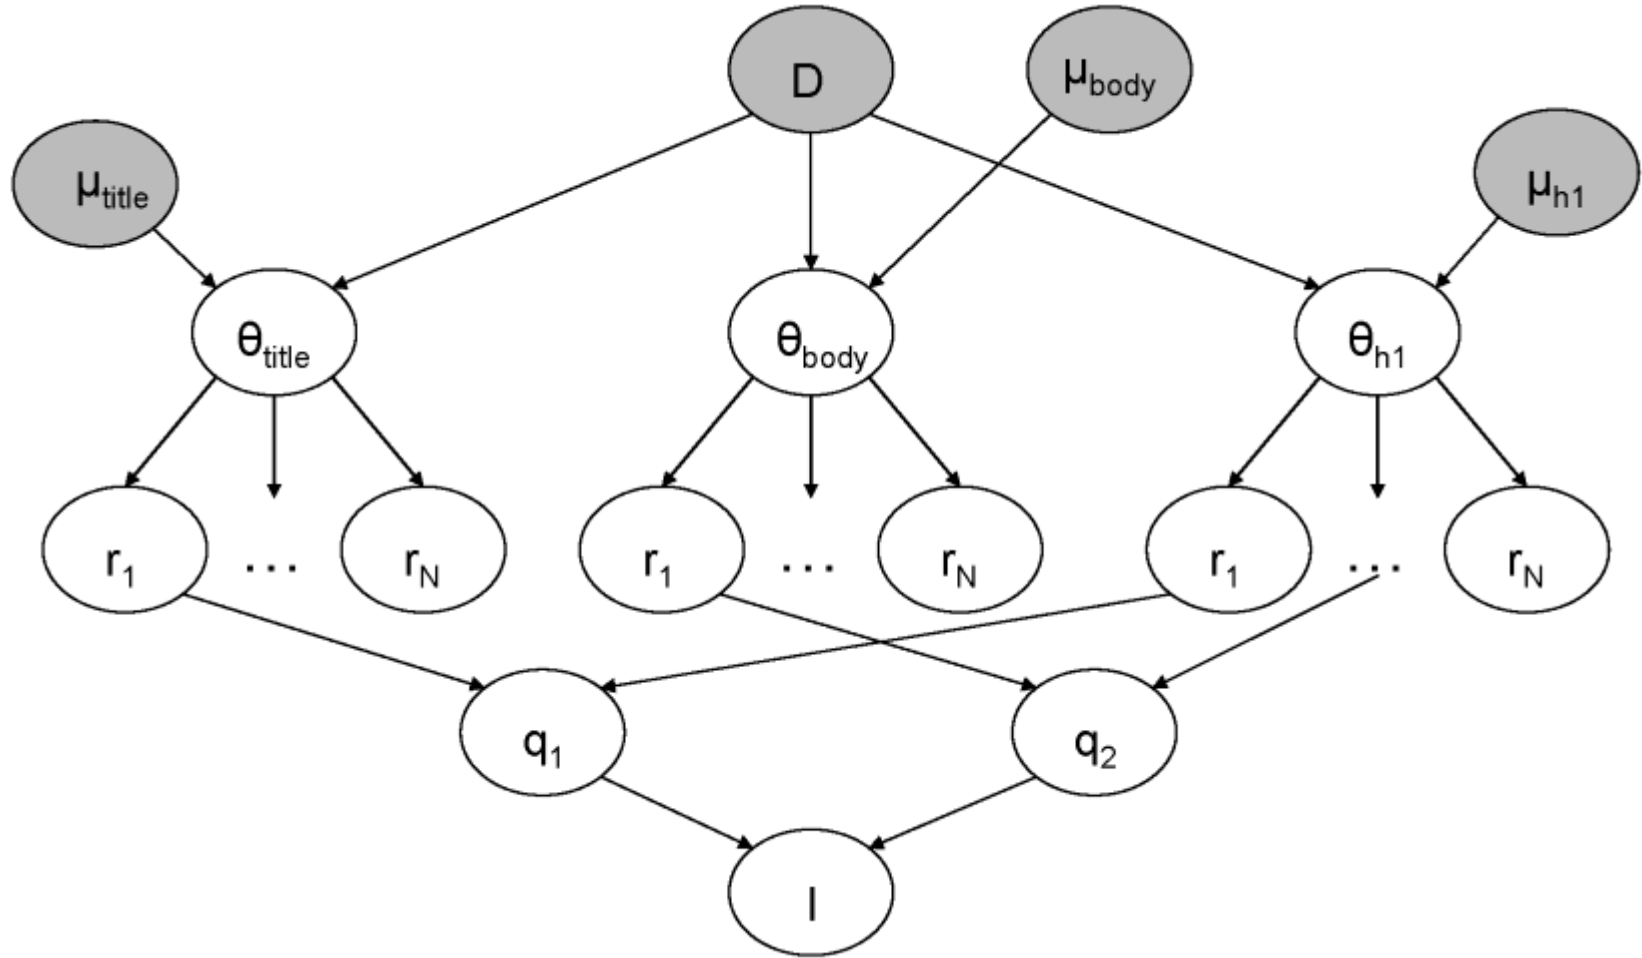 D
μbody
μtitle
μh1
θtitle
θbody
θh1
r1 ... rN
r1 ... rN
r1 ... rN
q1
q2
I